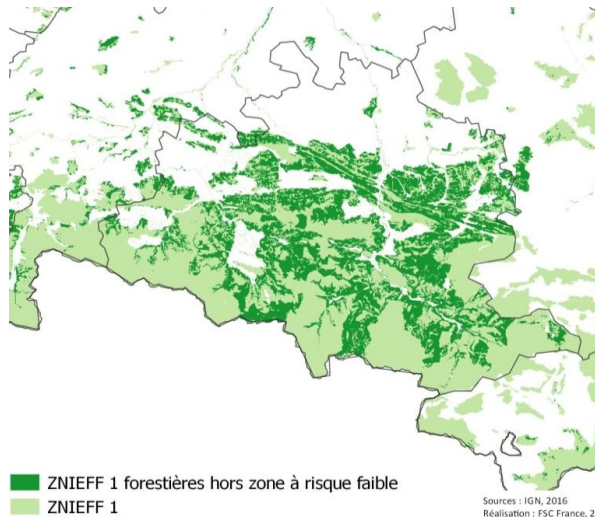 ZNIEFF 1 forestières hors zone à risque faible
ZNIEFF 1
Sources : IGN, 2016
Réalisation : FSC France, 2